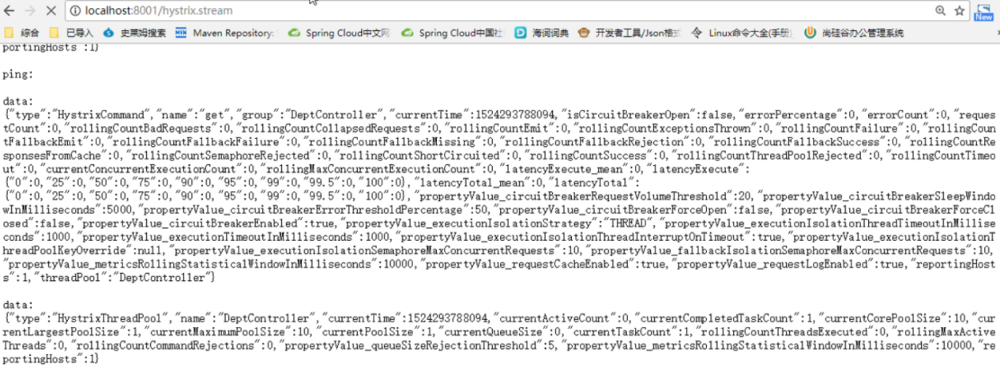 localhost:8001/hystrix.stream
New
综合 已导入 史莱姆搜索 Maven Repository: Spring Cloud中文网 Spring Cloud中国社 海词词典 开发者工具/Json格式 Linux命令大全(手册) 尚硅谷办公管理系统
portingHosts":1}
ping:
data:
{"type":"HystrixCommand","name":"get","group":"DeptController","currentTime":1524293788094,"isCircuitBreakerOpen":false,"errorPercentage":0,"errorCount":0,"reques
tCount":0,"rollingCountBadRequests":0,"rollingCountCollapsedRequests":0,"rollingCountEmit":0,"rollingCountExceptionsThrown":0,"rollingCountFailure":0,"rollingCoun
tFallbackEmit":0,"rollingCountFallbackFailure":0,"rollingCountFallbackMissing":0,"rollingCountFallbackRejection":0,"rollingCountFallbackSuccess":0,"rollingCountRe
sponsesFromCache":0,"rollingCountSemaphoreRejected":0,"rollingCountShortCircuited":0,"rollingCountSuccess":0,"rollingCountThreadPoolRejected":0,"rollingCountTimeo
ut":0,"currentConcurrentExecutionCount":0,"rollingMaxConcurrentExecutionCount":0,"latencyExecute_mean":0,"latencyExecute":
{"0":0,"25":0,"50":0,"75":0,"90":0,"95":0,"99":0,"99.5":0,"100":0},"latencyTotal_mean":0,"latencyTotal":
{"0":0,"25":0,"50":0,"75":0,"90":0,"95":0,"99":0,"99.5":0,"100":0},"propertyValue_circuitBreakerRequestVolumeThreshold":20,"propertyValue_circuitBreakerSleepWindo
wInMilliseconds":5000,"propertyValue_circuitBreakerErrorThresholdPercentage":50,"propertyValue_circuitBreakerForceOpen":false,"propertyValue_circuitBreakerForceCl
osed":false,"propertyValue_circuitBreakerEnabled":true,"propertyValue_executionIsolationStrategy":"THREAD","propertyValue_executionIsolationThreadTimeoutInMillise
conds":1000,"propertyValue_executionTimeoutInMilliseconds":1000,"propertyValue_executionIsolationThreadInterruptOnTimeout":true,"propertyValue_executionIsolationT
hreadPoolKeyOverride":null,"propertyValue_executionIsolationSemaphoreMaxConcurrentRequests":10,"propertyValue_fallbackIsolationSemaphoreMaxConcurrentRequests":10,
"propertyValue_metricsRollingStatisticalWindowInMilliseconds":10000,"propertyValue_requestCacheEnabled":true,"propertyValue_requestLogEnabled":true,"reportingHost
s":1,"threadPool":"DeptController"}
data:
{"type":"HystrixThreadPool","name":"DeptController","currentTime":1524293788094,"currentActiveCount":0,"currentCompletedTaskCount":1,"currentCorePoolSize":10,"cur
rentLargestPoolSize":1,"currentMaximumPoolSize":10,"currentPoolSize":1,"currentQueueSize":0,"currentTaskCount":1,"rollingCountThreadsExecuted":0,"rollingMaxActive
Threads":0,"rollingCountCommandRejections":0,"propertyValue_queueSizeRejectionThreshold":5,"propertyValue_metricsRollingStatisticalWindowInMilliseconds":10000,"re
portingHosts":1}